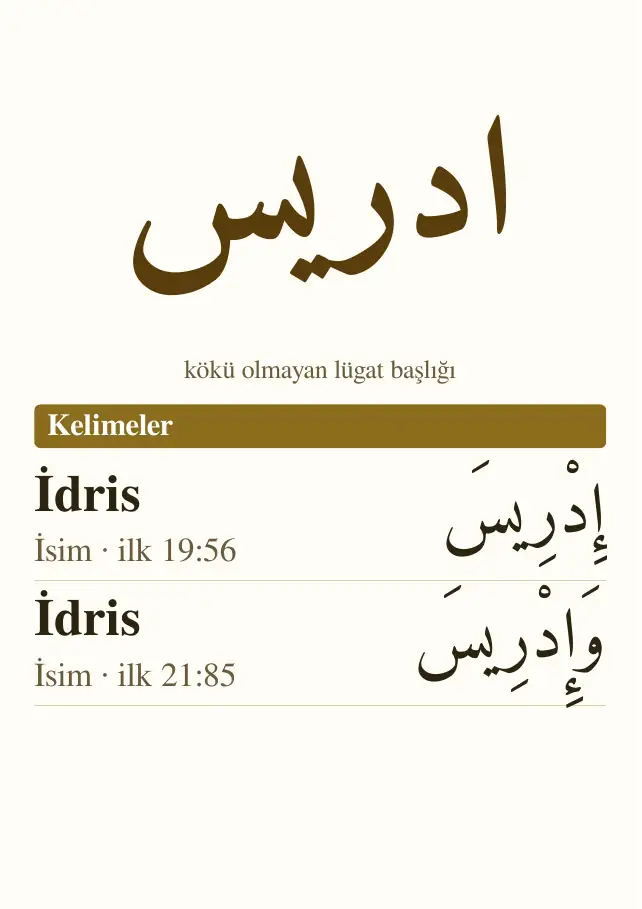 ادريس
kökü olmayan lügat başlığı
Kelimeler
İdris إِدْرِيسَ
İsim · ilk 19:56
İdris وَإِدْرِيسَ
İsim · ilk 21:85